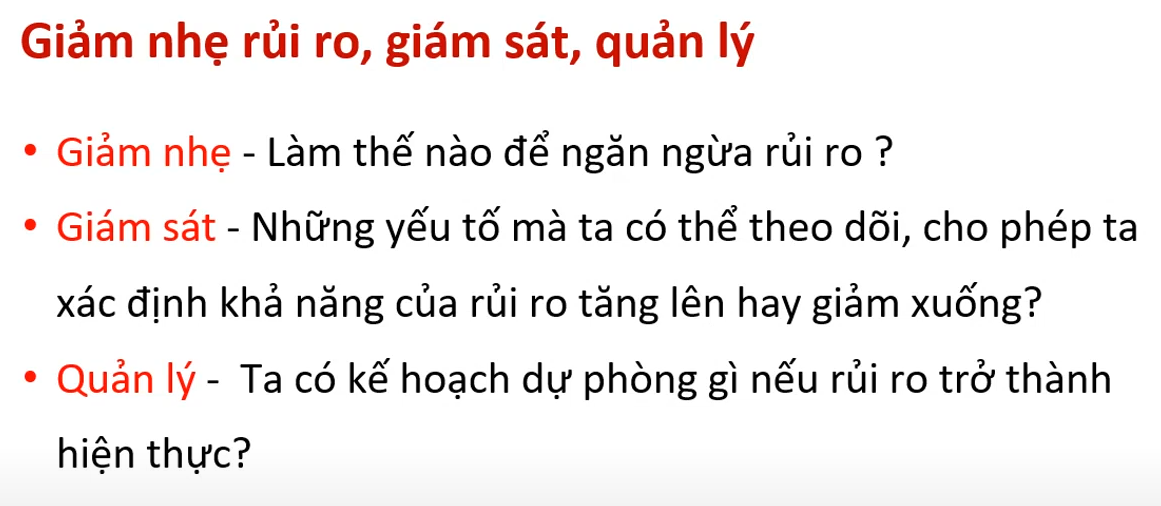 Giảm nhẹ rủi ro, giám sát, quản lý
• Giảm nhẹ - Làm thế nào để ngăn ngừa rủi ro ?
• Giám sát - Những yếu tố mà ta có thể theo dõi, cho phép ta
xác định khả năng của rủi ro tăng lên hay giảm xuống?
• Quản lý - Ta có kế hoạch dự phòng gì nếu rủi ro trở thành
hiện thực?